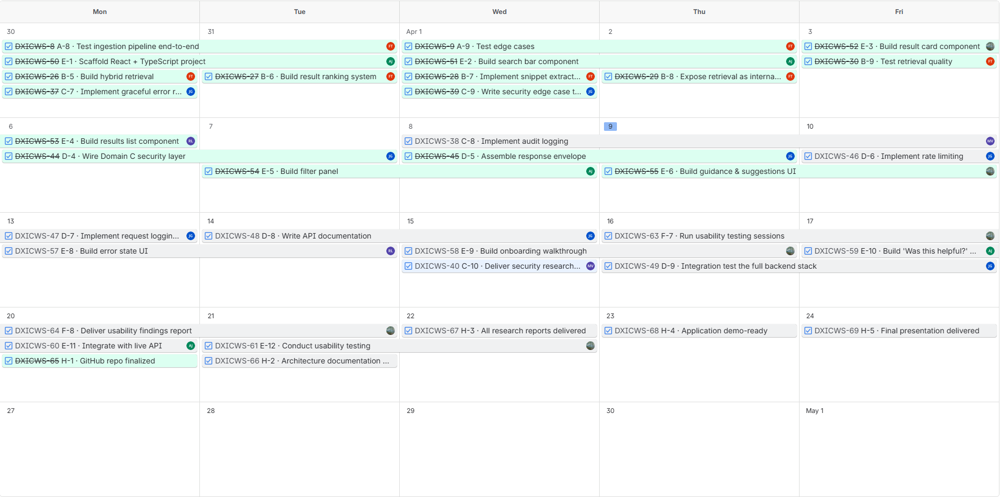 Mon Tue Wed Thu Fri
30 31 Apr 1 2 3
DXICWS-8 A-8 · Test ingestion pipeline end-to-end FT DXICWS-9 A-9 · Test edge cases FT DXICWS-52 E-3 · Build result card component
DXICWS-50 E-1 · Scaffold React + TypeScript project AJ DXICWS-51 E-2 · Build search bar component AJ DXICWS-30 B-9 · Test retrieval quality FT
DXICWS-26 B-5 · Build hybrid retrieval FT DXICWS-27 B-6 · Build result ranking system FT DXICWS-28 B-7 · Implement snippet extract... FT DXICWS-29 B-8 · Expose retrieval as interna... FT
DXICWS-37 C-7 · Implement graceful error r... JG DXICWS-39 C-9 · Write security edge case t... JG
6 7 8 9 10
DXICWS-53 E-4 · Build results list component RL DXICWS-38 C-8 · Implement audit logging MV
DXICWS-44 D-4 · Wire Domain C security layer JG DXICWS-45 D-5 · Assemble response envelope JG DXICWS-46 D-6 · Implement rate limiting JG
DXICWS-54 E-5 · Build filter panel AJ DXICWS-55 E-6 · Build guidance & suggestions UI
13 14 15 16 17
DXICWS-47 D-7 · Implement request loggin... JG DXICWS-48 D-8 · Write API documentation JG DXICWS-63 F-7 · Run usability testing sessions
DXICWS-57 E-8 · Build error state UI RL DXICWS-58 E-9 · Build onboarding walkthrough DXICWS-59 E-10 · Build 'Was this helpful?' ... AJ
DXICWS-40 C-10 · Deliver security research... MV DXICWS-49 D-9 · Integration test the full backend stack JG
20 21 22 23 24
DXICWS-64 F-8 · Deliver usability findings report DXICWS-67 H-3 · All research reports delivered DXICWS-68 H-4 · Application demo-ready DXICWS-69 H-5 · Final presentation delivered
DXICWS-60 E-11 · Integrate with live API AJ DXICWS-61 E-12 · Conduct usability testing
DXICWS-65 H-1 · GitHub repo finalized DXICWS-66 H-2 · Architecture documentation ...
27 28 29 30 May 1